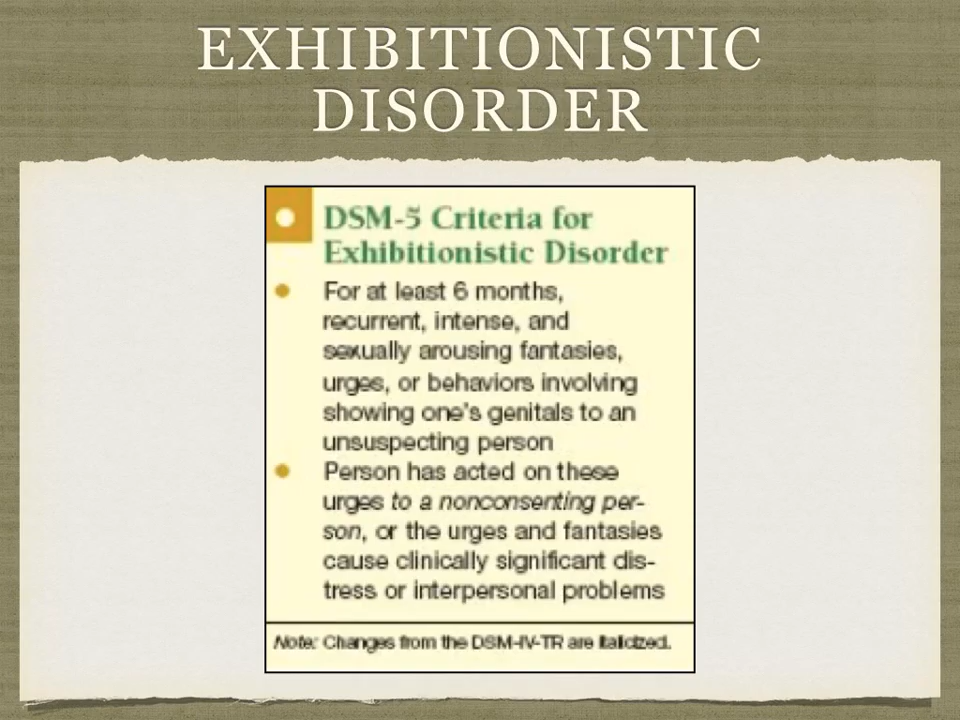 EXHIBITIONISTIC
DISORDER
DSM-5 Criteria for
Exhibitionistic Disorder
For at least 6 months,
recurrent, intense, and
sexually arousing fantasies,
urges, or behaviors involving
showing one's genitals to an
unsuspecting person
Person has acted on these
urges to a nonconsenting per-
son, or the urges and fantasies
cause clinically significant dis-
tress or interpersonal problems
Note: Changes from the DSM-IV-TR are italicized.